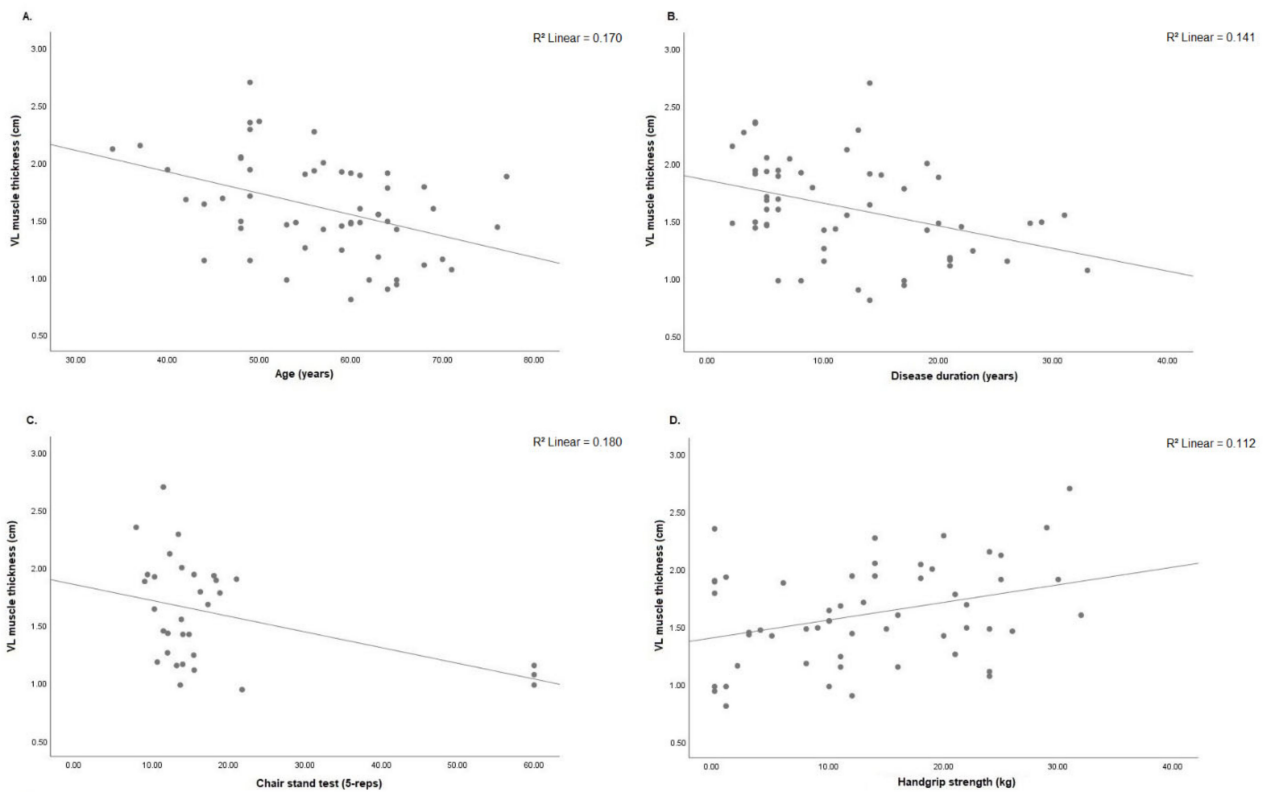 A.
R² Linear = 0.170
3.00
2.50
2.00
1.50
1.00
0.50
VL muscle thickness (cm)
30.00 40.00 50.00 60.00 70.00 80.00
Age (years)
B.
R² Linear = 0.141
3.00
2.50
2.00
1.50
1.00
0.50
VL muscle thickness (cm)
0.00 10.00 20.00 30.00 40.00
Disease duration (years)
C.
R² Linear = 0.180
3.00
2.50
2.00
1.50
1.00
0.50
VL muscle thickness (cm)
0.00 10.00 20.00 30.00 40.00 50.00 60.00
Chair stand test (5-reps)
D.
R² Linear = 0.112
3.00
2.50
2.00
1.50
1.00
0.50
VL muscle thickness (cm)
0.00 10.00 20.00 30.00 40.00
Handgrip strength (kg)